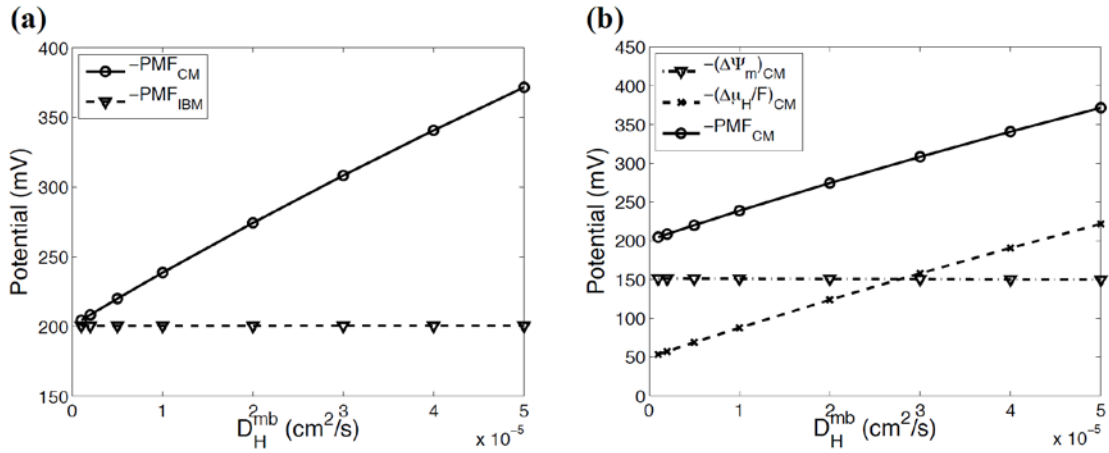 (a)
400
350
300
250
200
150
Potential (mV)
−PMF_CM
−PMF_IBM
0 1 2 3 4 5
D_H^mb (cm²/s)
x 10⁻⁵
(b)
450
400
350
300
250
200
150
100
50
0
Potential (mV)
−(ΔΨ_m)_CM
−(Δμ_H/F)_CM
−PMF_CM
0 1 2 3 4 5
D_H^mb (cm²/s)
x 10⁻⁵